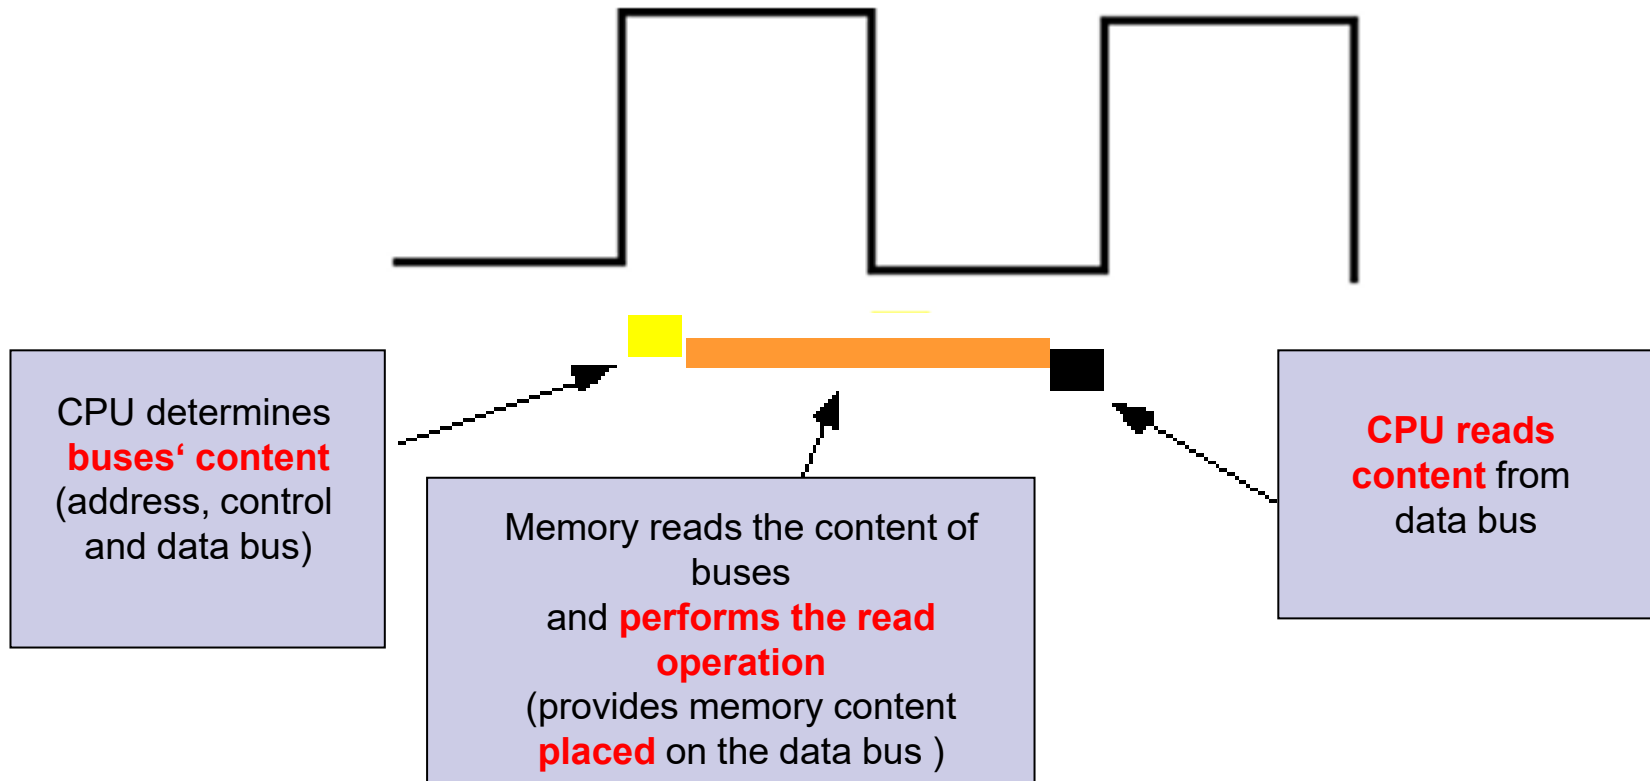 CPU determines
buses‘ content
(address, control
and data bus)
Memory reads the content of
buses
and performs the read
operation
(provides memory content
placed on the data bus )
CPU reads
content from
data bus